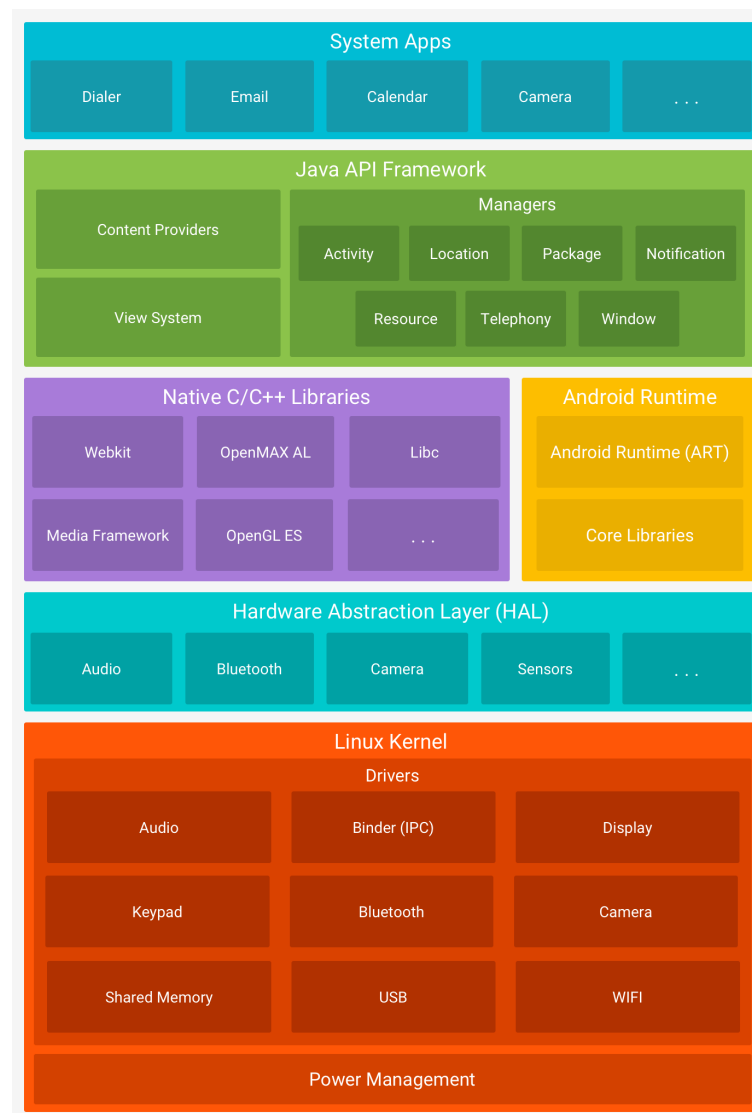 System Apps
Dialer
Email
Calendar
Camera
. . .
Java API Framework
Content Providers
View System
Managers
Activity
Location
Package
Notification
Resource
Telephony
Window
Native C/C++ Libraries
Webkit
OpenMAX AL
Libc
Media Framework
OpenGL ES
. . .
Android Runtime
Android Runtime (ART)
Core Libraries
Hardware Abstraction Layer (HAL)
Audio
Bluetooth
Camera
Sensors
. . .
Linux Kernel
Drivers
Audio
Binder (IPC)
Display
Keypad
Bluetooth
Camera
Shared Memory
USB
WIFI
Power Management